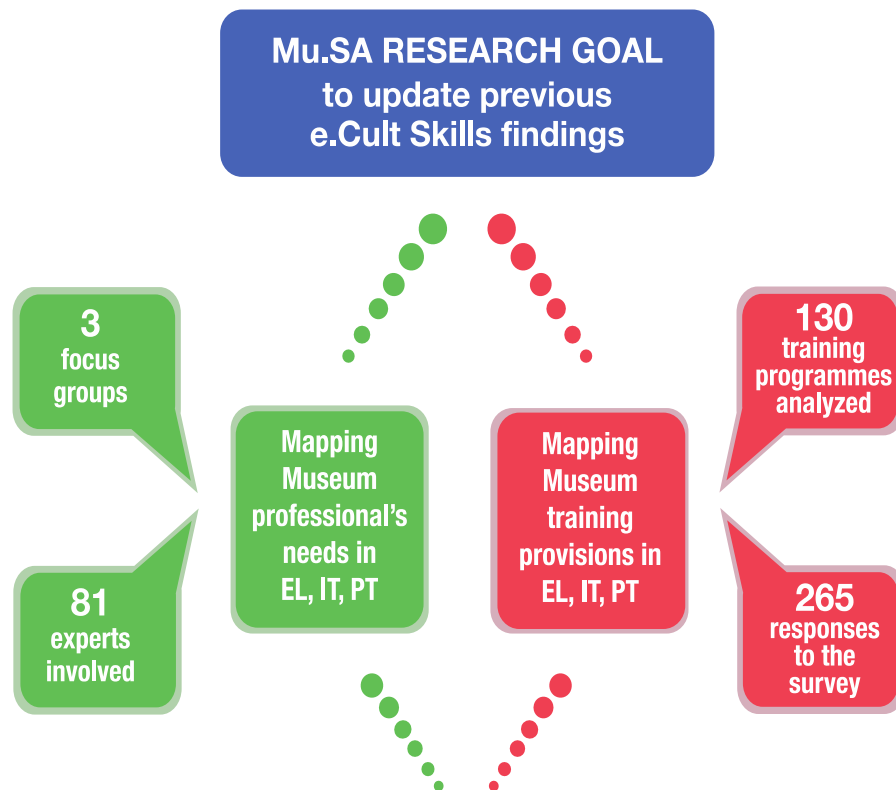 Mu.SA RESEARCH GOAL
to update previous
e.Cult Skills findings
3
focus
groups
130
training
programmes
analyzed
Mapping
Museum
professional's
needs in
EL, IT, PT
Mapping
Museum
training
provisions in
EL, IT, PT
81
experts
involved
265
responses
to the
survey